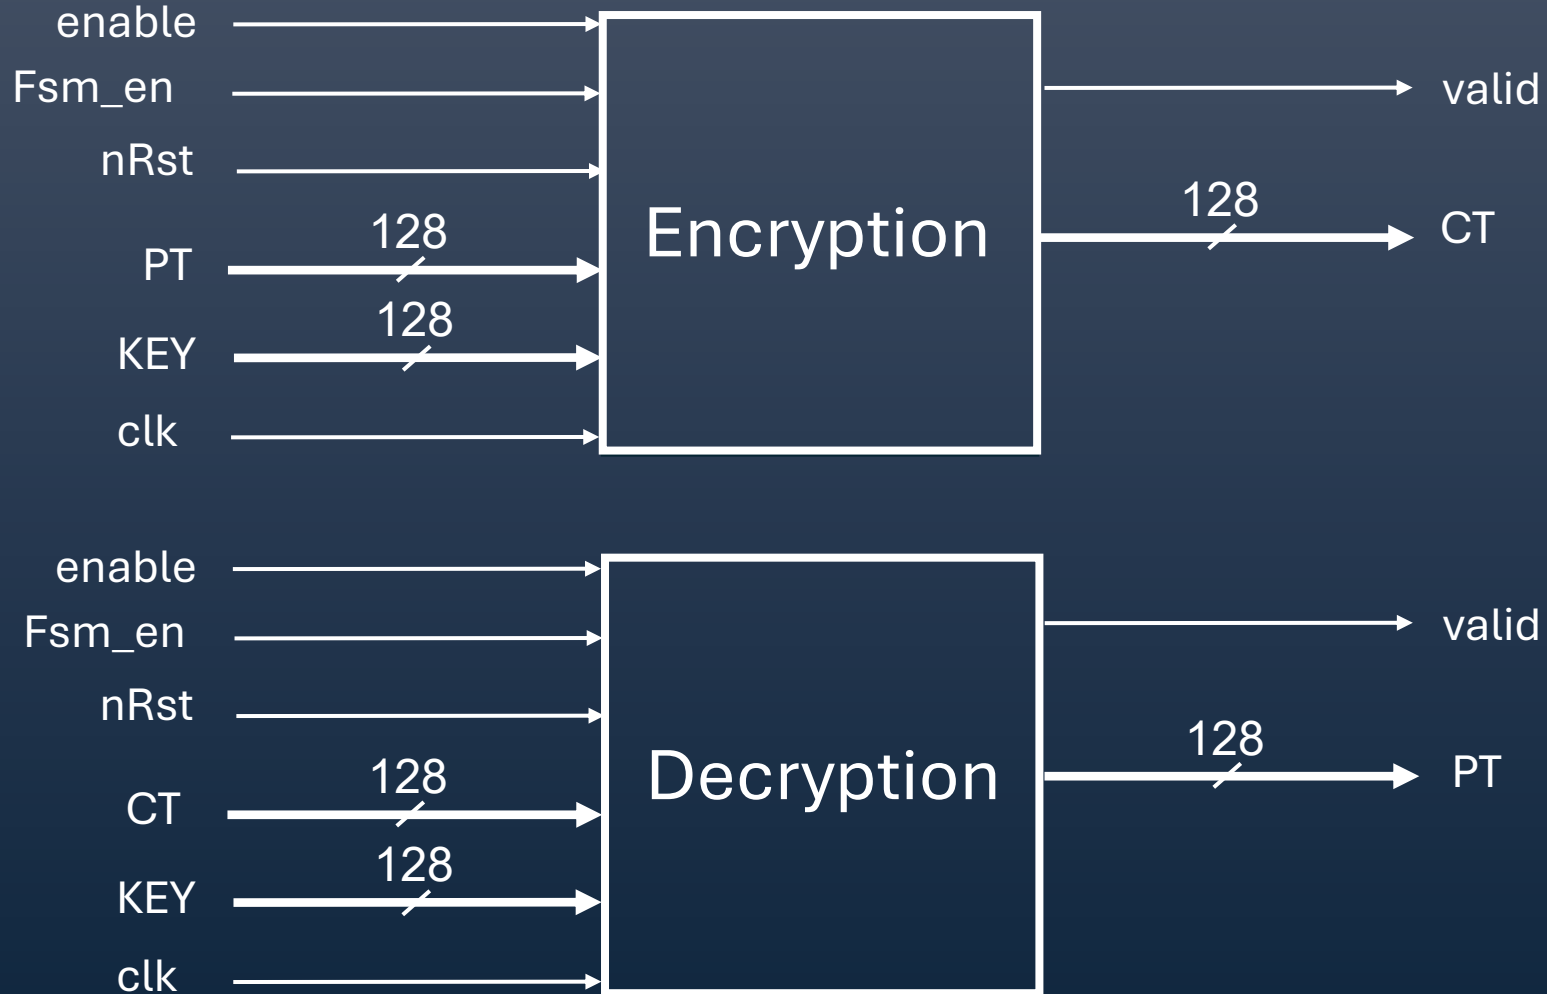 enable
Fsm_en
valid
nRst
128
CT
128
PT
Encryption
128
KEY
clk
enable
Fsm_en
valid
nRst
128
PT
128
CT
Decryption
128
KEY
clk